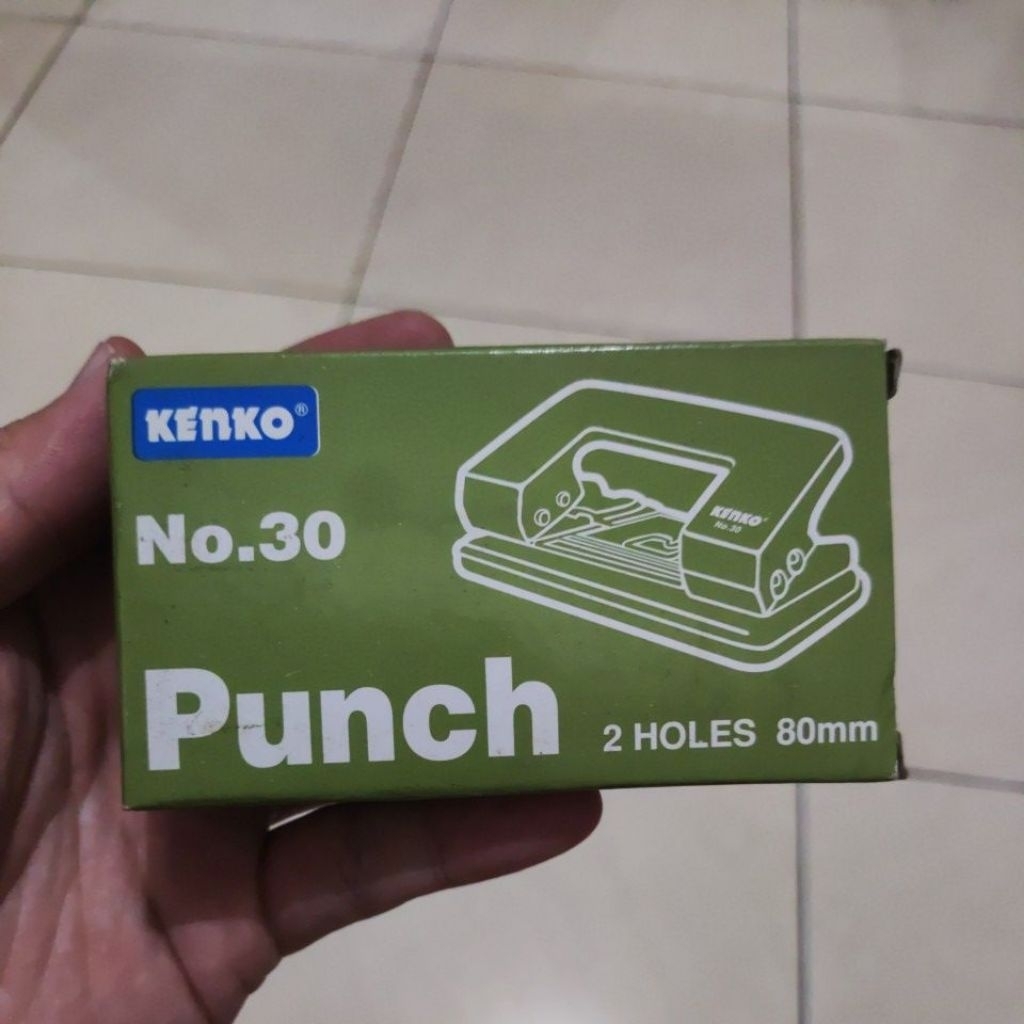 KENKO®
No.30
KENKO
No.30
Punch
2 HOLES 80mm